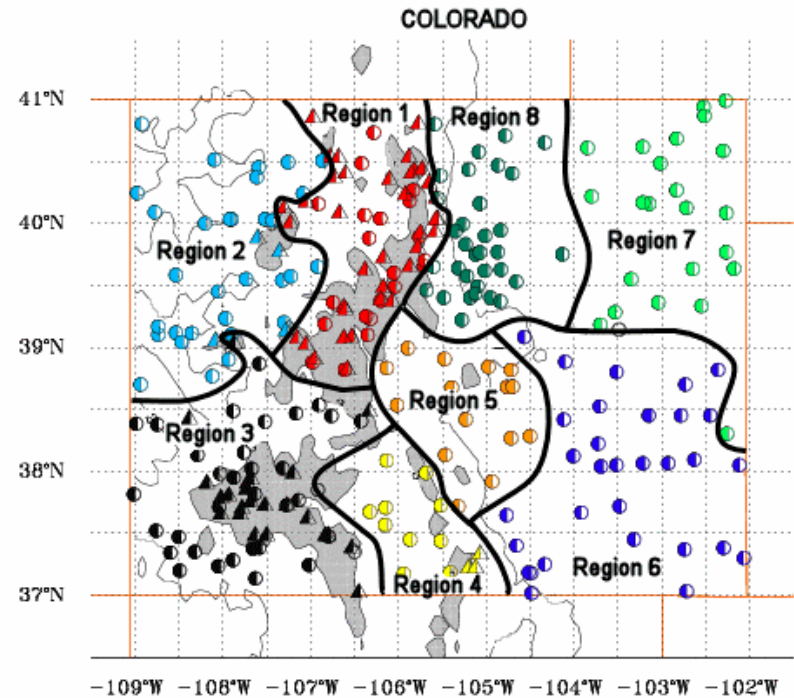 COLORADO
41°N
Region 1
Region 8
40°N
Region 2
Region 7
39°N
Region 5
Region 3
38°N
Region 6
Region 4
37°N
-109°W -108°W -107°W -106°W -105°W -104°W -103°W -102°W